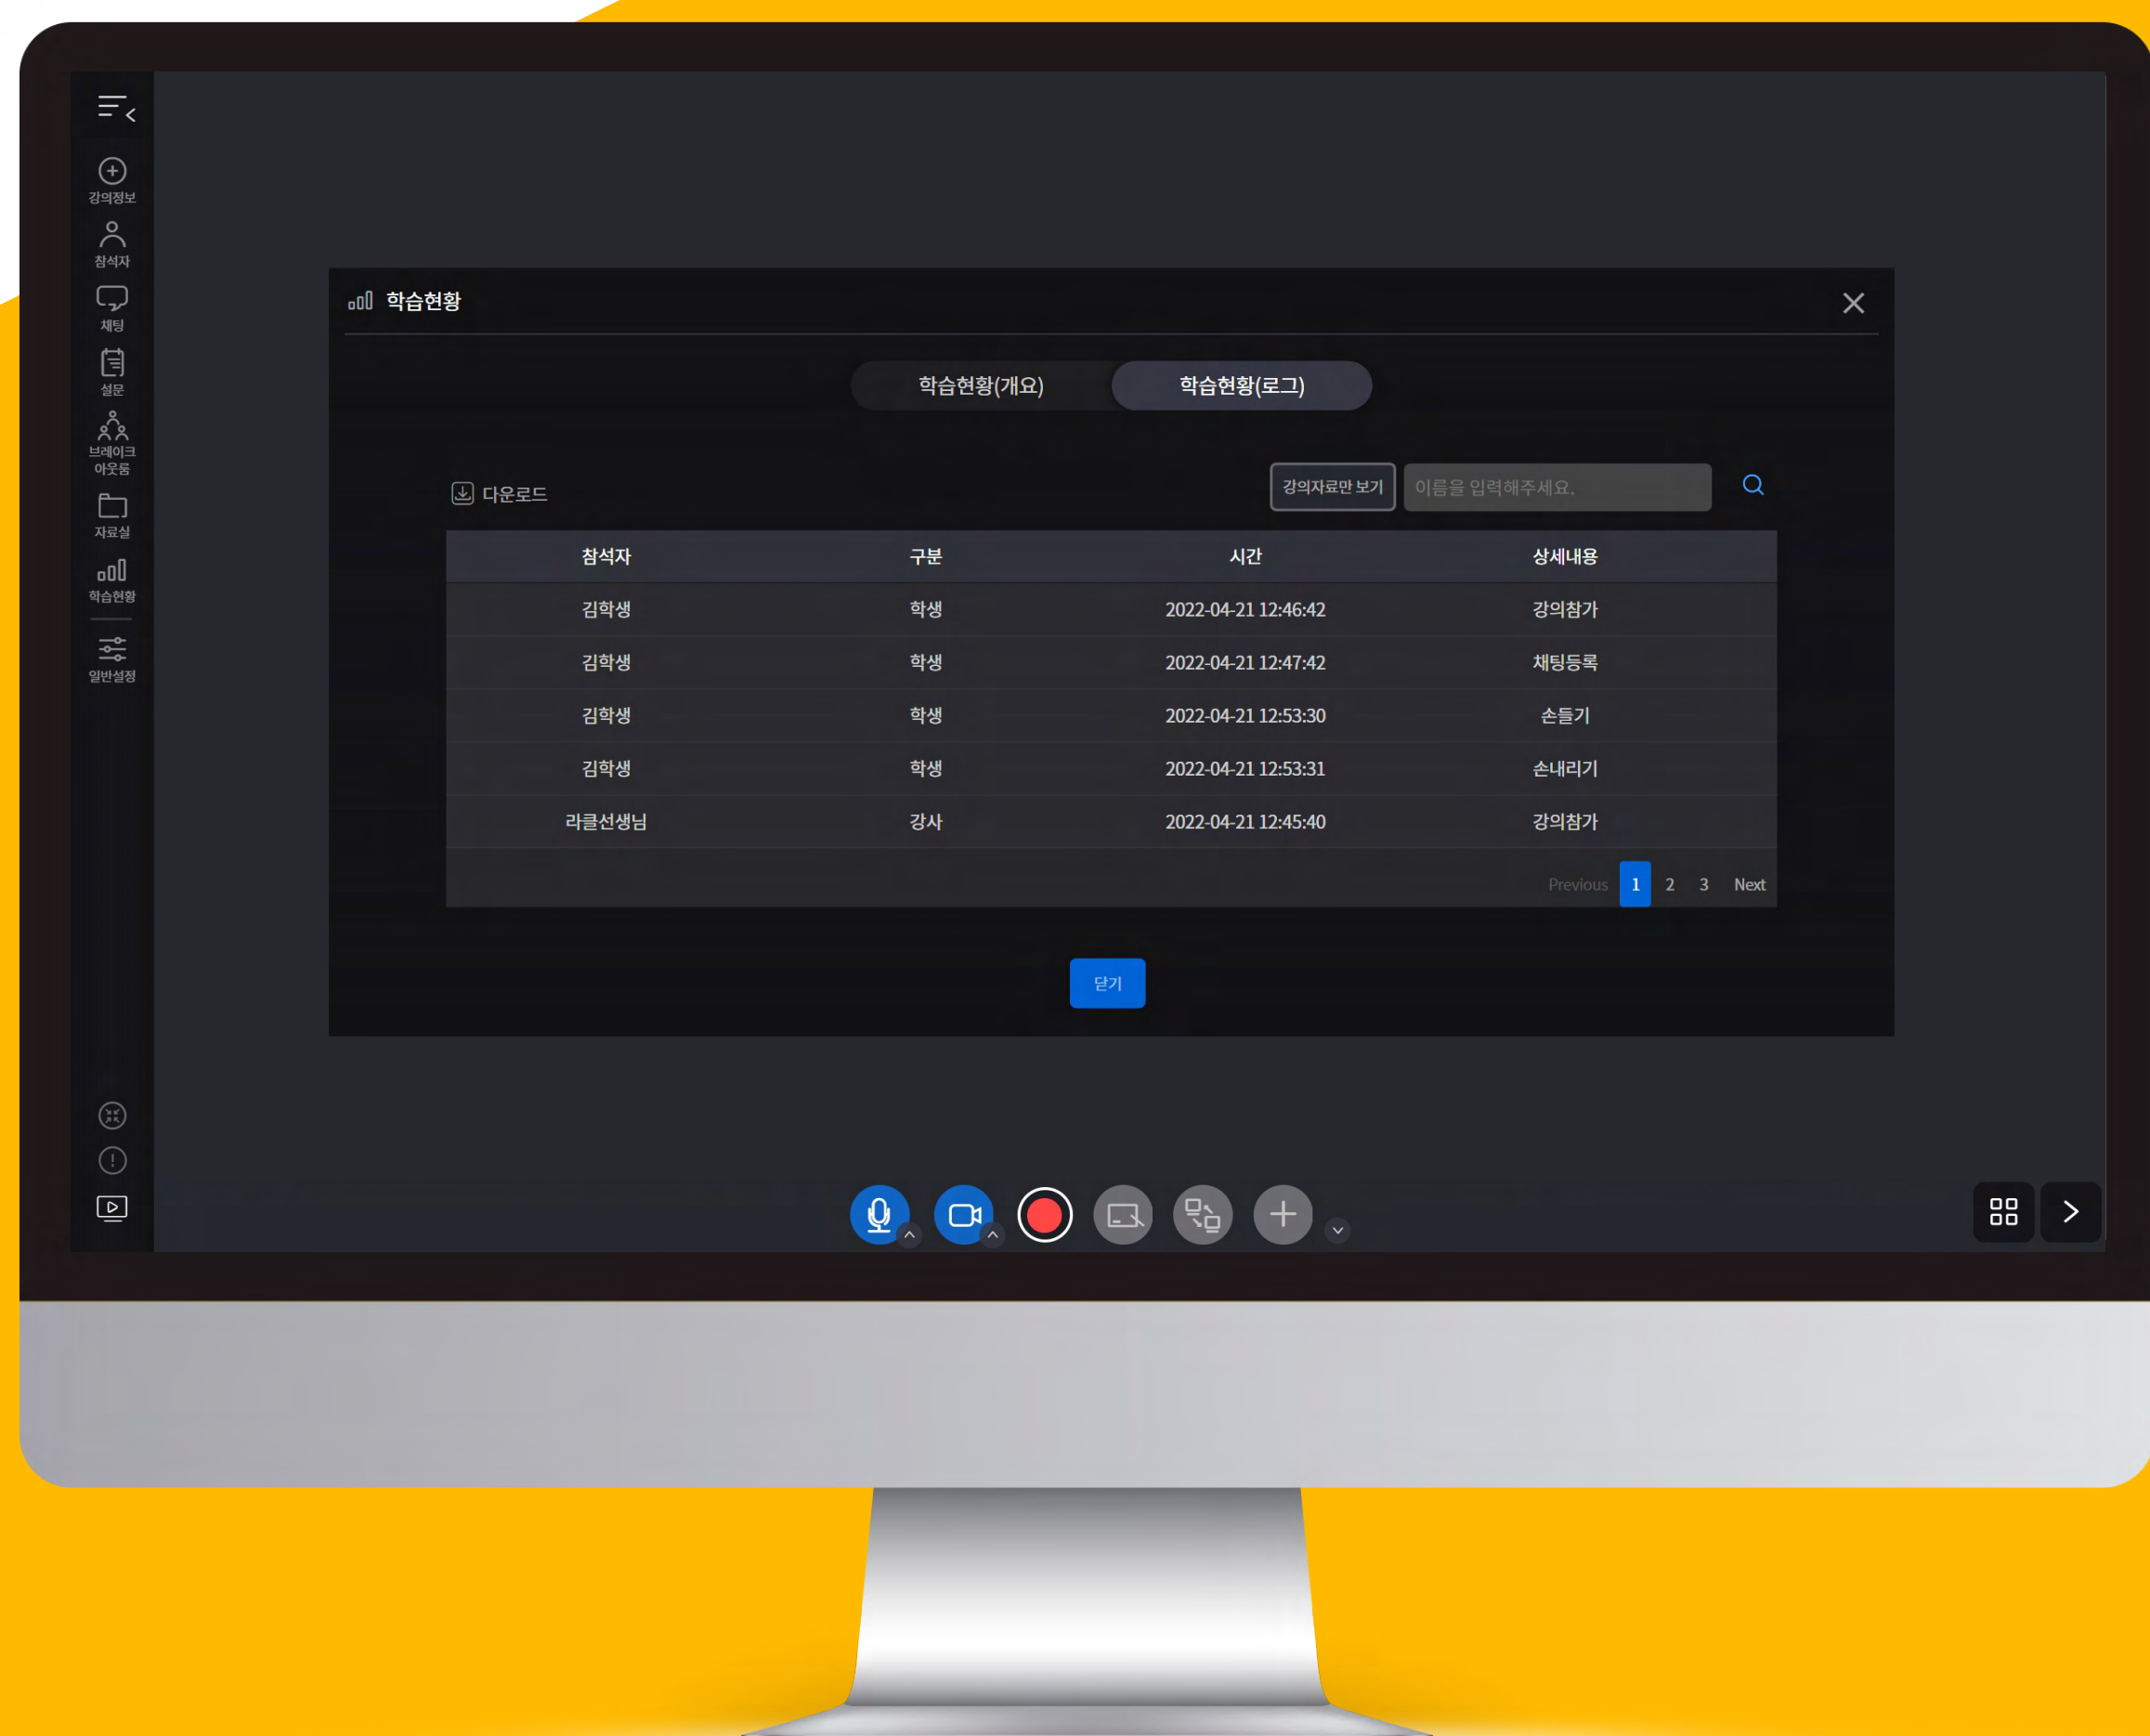 강의정보
참석자
채팅
설문
브레이크
아웃룸
자료실
학습현황
일반설정
학습현황
학습현황(개요) 학습현황(로그)
다운로드 강의자료만 보기 이름을 입력해주세요.
참석자 구분 시간 상세내용
김학생 학생 2022-04-21 12:46:42 강의참가
김학생 학생 2022-04-21 12:47:42 채팅등록
김학생 학생 2022-04-21 12:53:30 손들기
김학생 학생 2022-04-21 12:53:31 손내리기
라클선생님 강사 2022-04-21 12:45:40 강의참가
Previous 1 2 3 Next
닫기